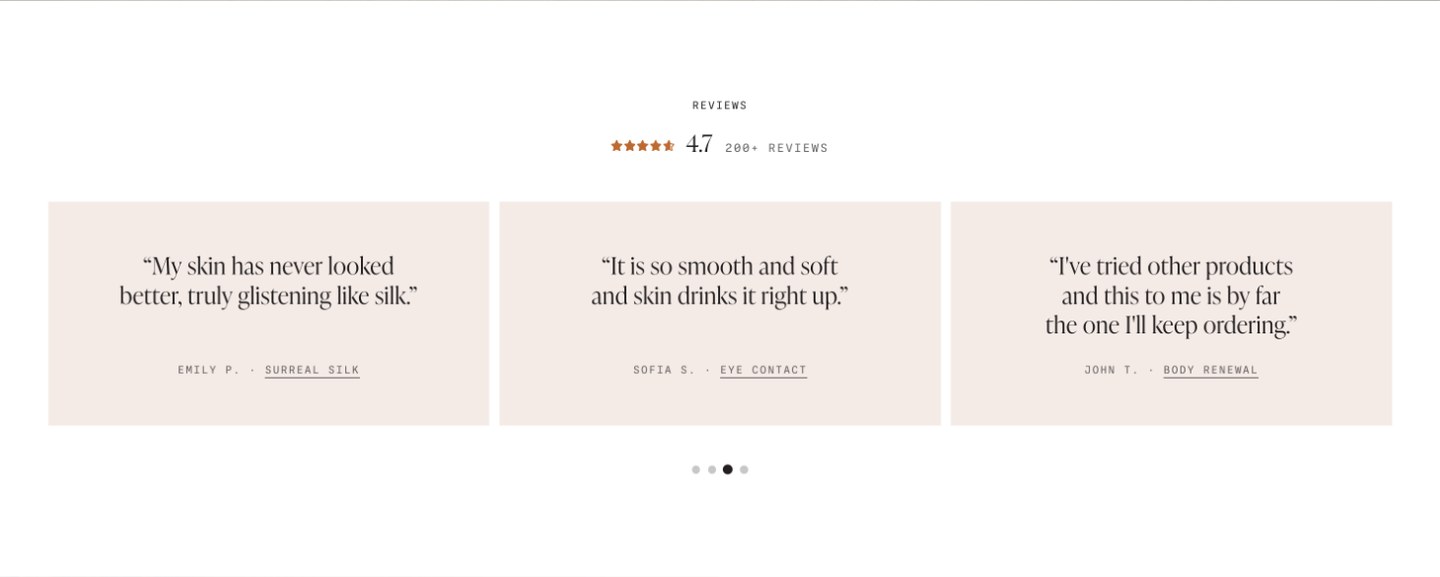 REVIEWS
4.7 200+ REVIEWS
“My skin has never looked
better, truly glistening like silk.”
EMILY P. · SURREAL SILK
“It is so smooth and soft
and skin drinks it right up.”
SOFIA S. · EYE CONTACT
“I've tried other products
and this to me is by far
the one I'll keep ordering.”
JOHN T. · BODY RENEWAL